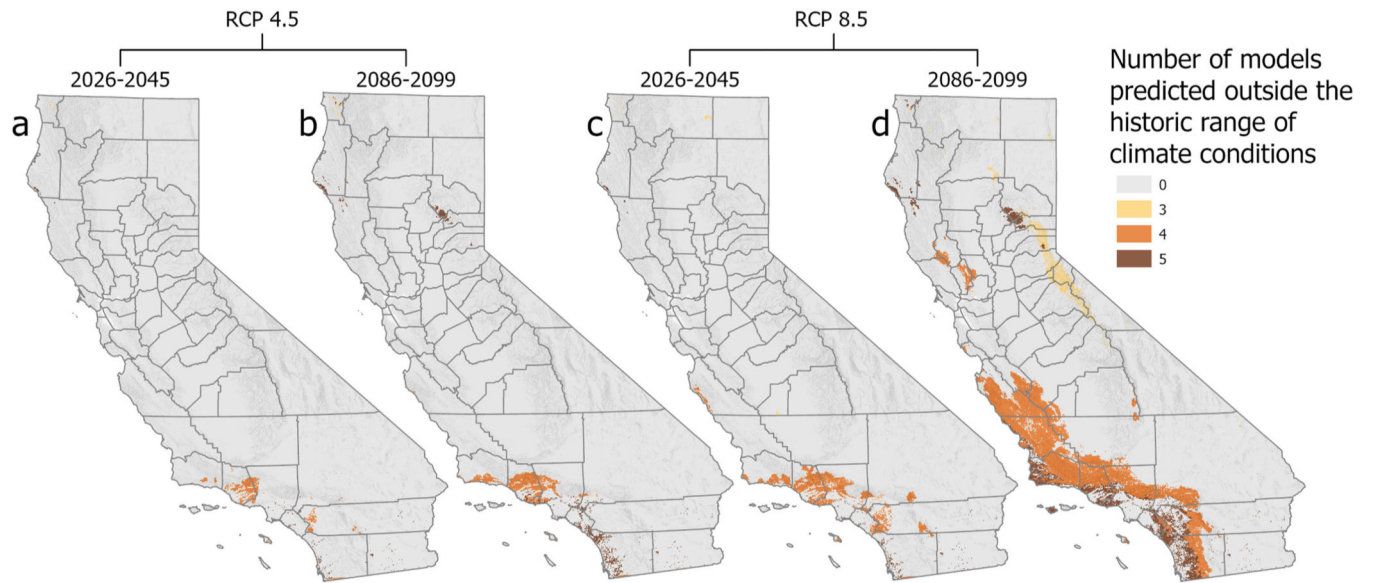 RCP 4.5
RCP 8.5
2026-2045
2086-2099
2026-2045
2086-2099
a
b
c
d
Number of models
predicted outside the
historic range of
climate conditions
0
3
4
5